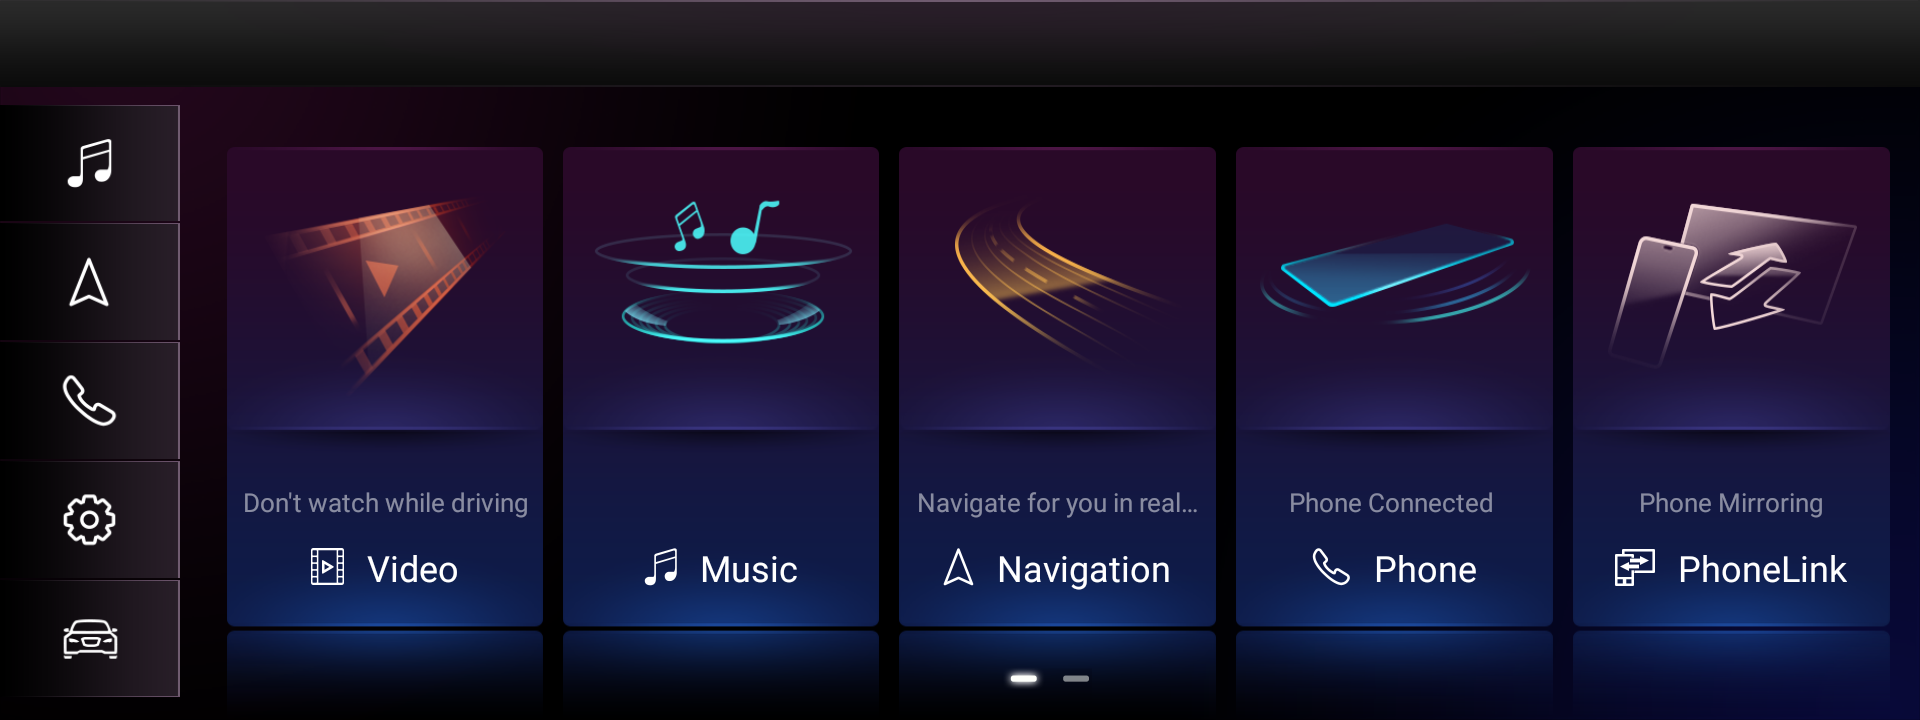 Don't watch while driving
Video
Music
Navigate for you in real...
Navigation
Phone Connected
Phone
Phone Mirroring
PhoneLink